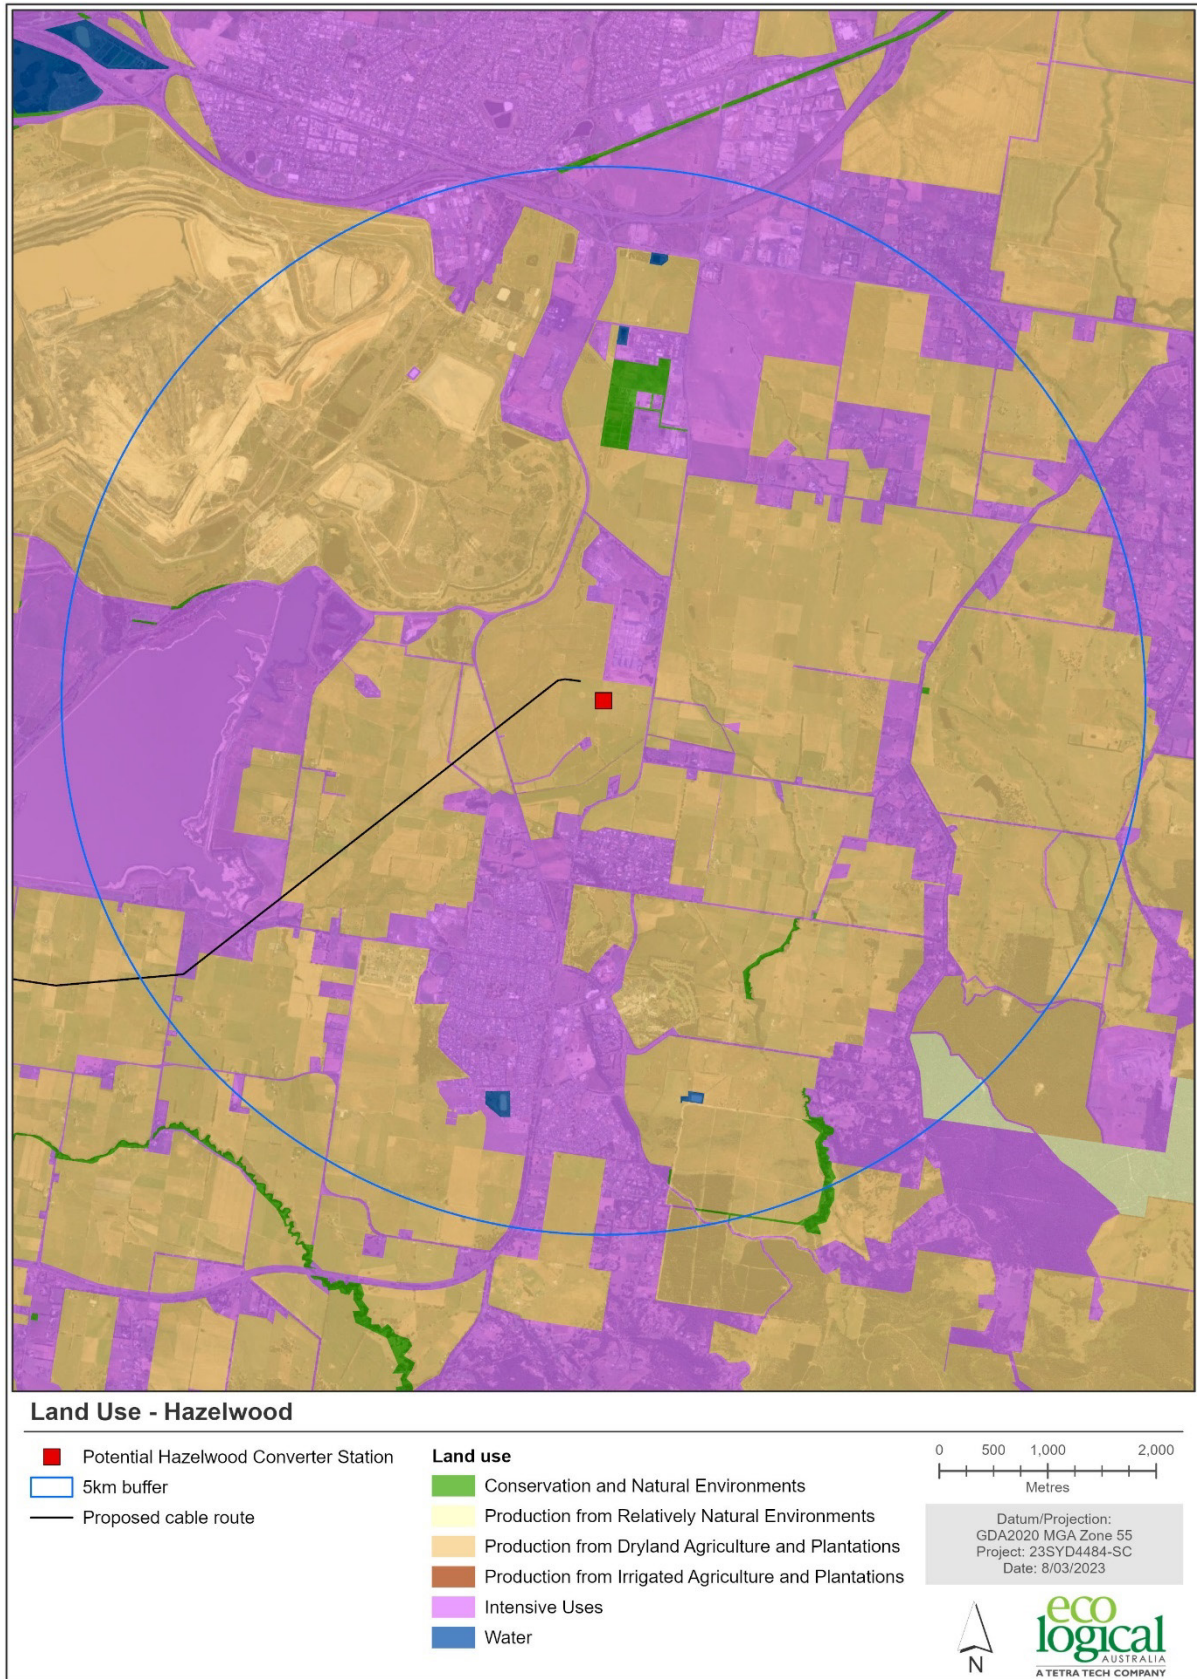 Land Use - Hazelwood
Potential Hazelwood Converter Station
5km buffer
Proposed cable route
Land use
Conservation and Natural Environments
Production from Relatively Natural Environments
Production from Dryland Agriculture and Plantations
Production from Irrigated Agriculture and Plantations
Intensive Uses
Water
0 500 1,000 2,000
Metres
Datum/Projection:
GDA2020 MGA Zone 55
Project: 23SYD4484-SC
Date: 8/03/2023
N
eco
logical
AUSTRALIA
A TETRA TECH COMPANY